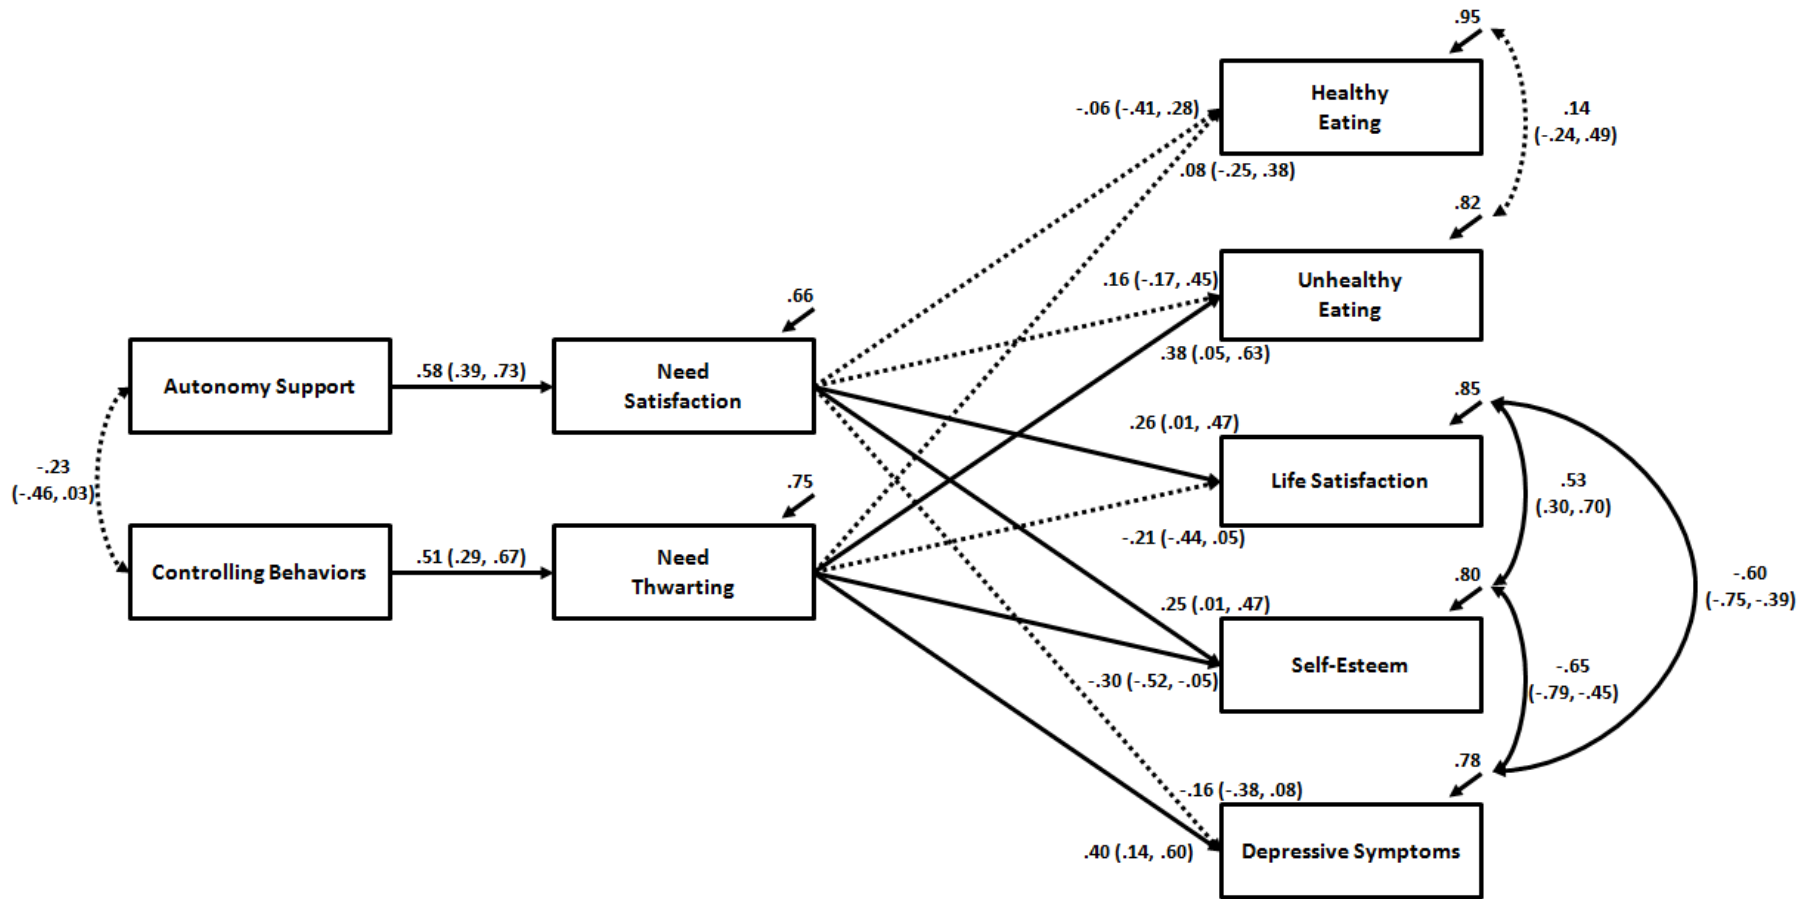 .95
Healthy
Eating
-.06 (-.41, .28)
.14
(-.24, .49)
.08 (-.25, .38)
.82
Unhealthy
Eating
.16 (-.17, .45)
.66
.38 (.05, .63)
Autonomy Support
.58 (.39, .73)
Need
Satisfaction
.85
.26 (.01, .47)
Life Satisfaction
-.23
(-.46, .03)
.75
.53
(.30, .70)
-.21 (-.44, .05)
Controlling Behaviors
.51 (.29, .67)
Need
Thwarting
.80
-.60
(-.75, -.39)
.25 (.01, .47)
Self-Esteem
-.30 (-.52, -.05)
-.65
(-.79, -.45)
.78
-.16 (-.38, .08)
.40 (.14, .60)
Depressive Symptoms